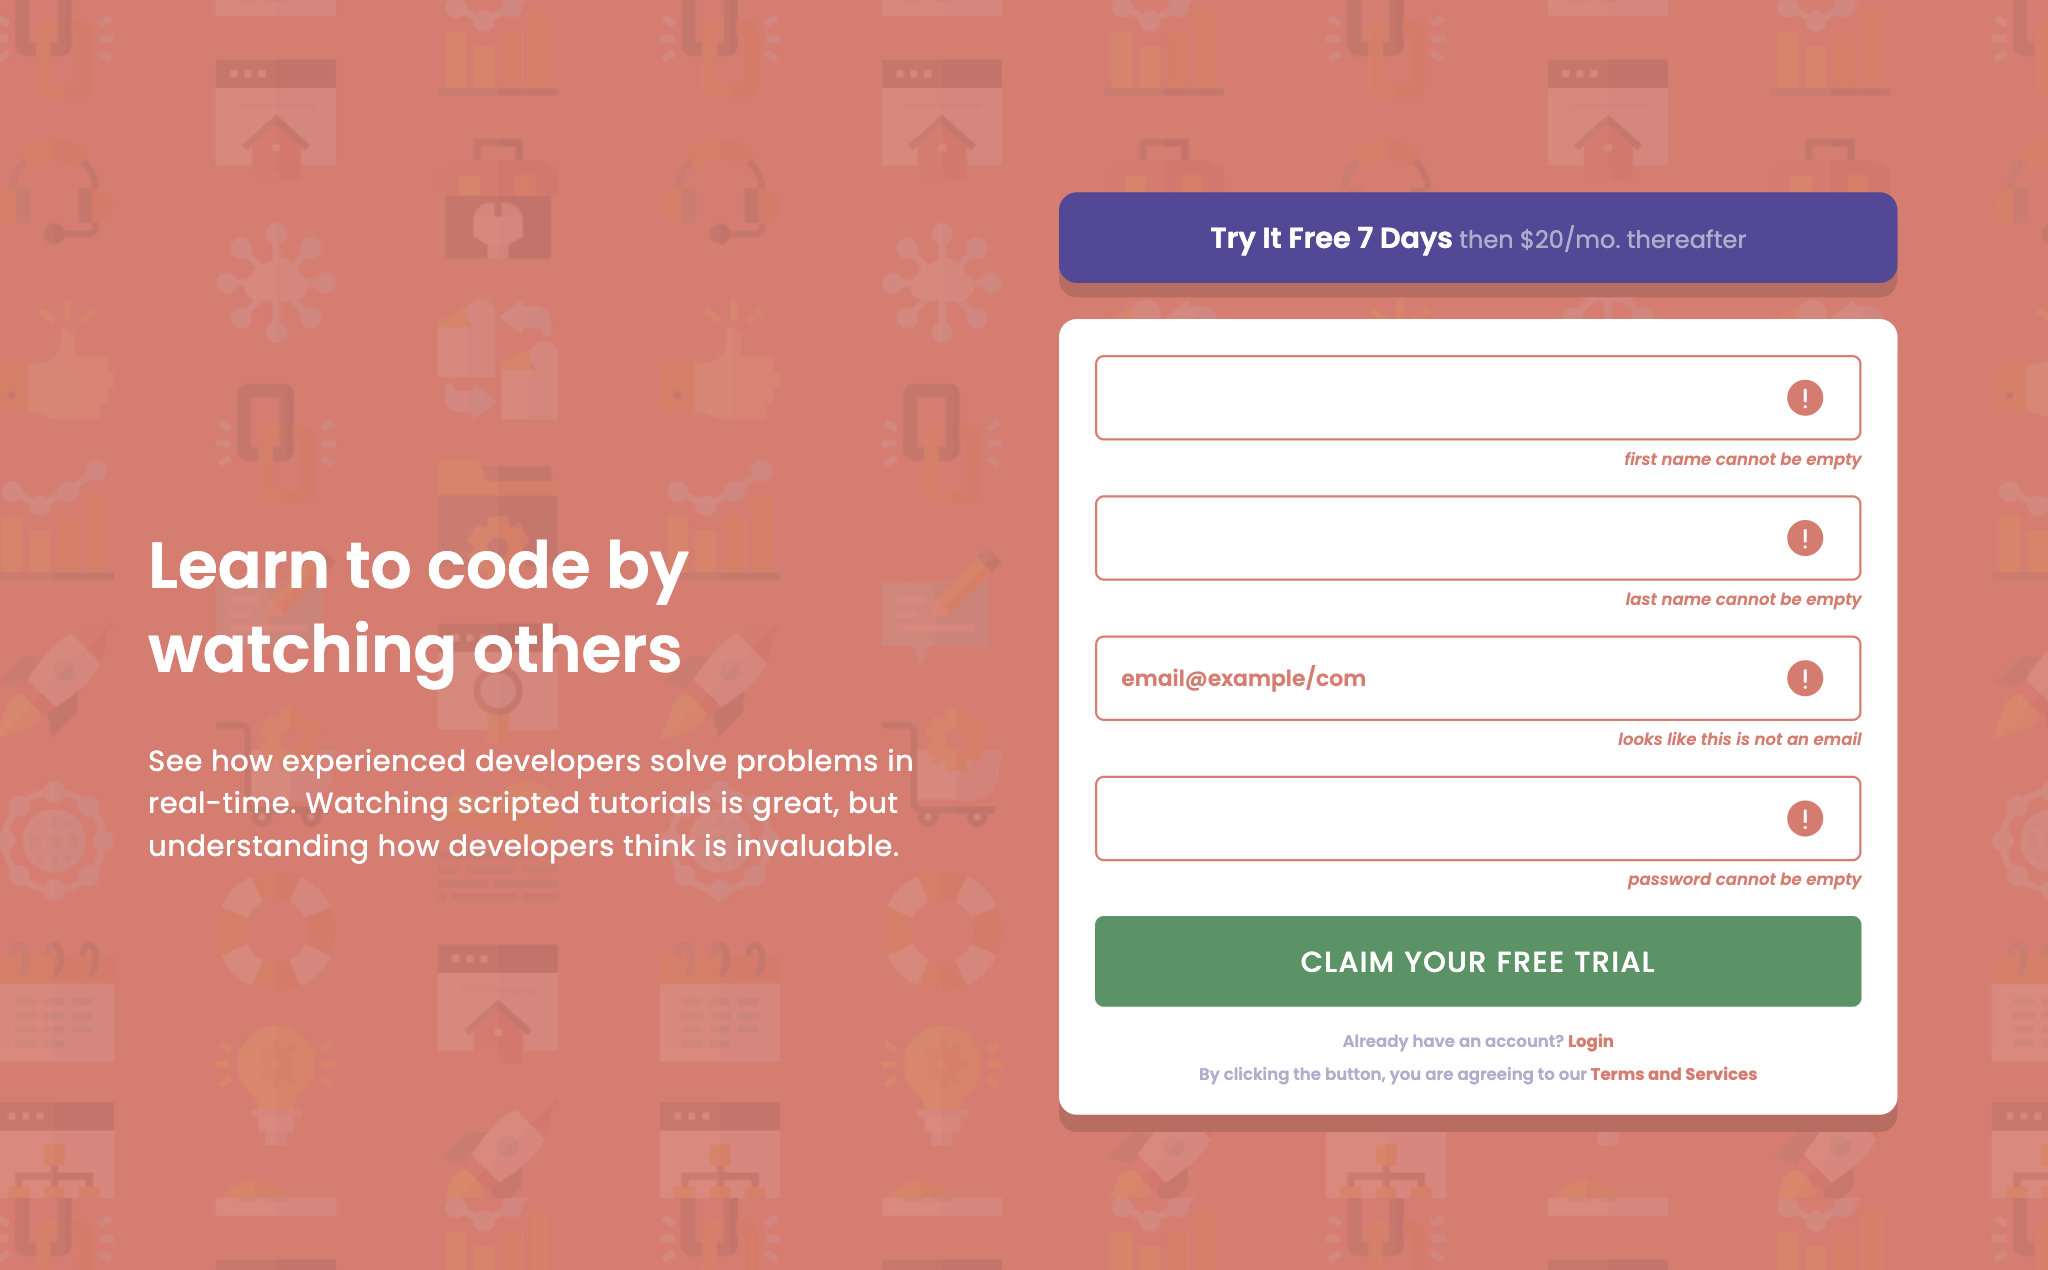 Learn to code by
watching others
See how experienced developers solve problems in
real-time. Watching scripted tutorials is great, but
understanding how developers think is invaluable.
Try It Free 7 Days then $20/mo. thereafter
first name cannot be empty
last name cannot be empty
email@example/com
looks like this is not an email
password cannot be empty
CLAIM YOUR FREE TRIAL
Already have an account? Login
By clicking the button, you are agreeing to our Terms and Services